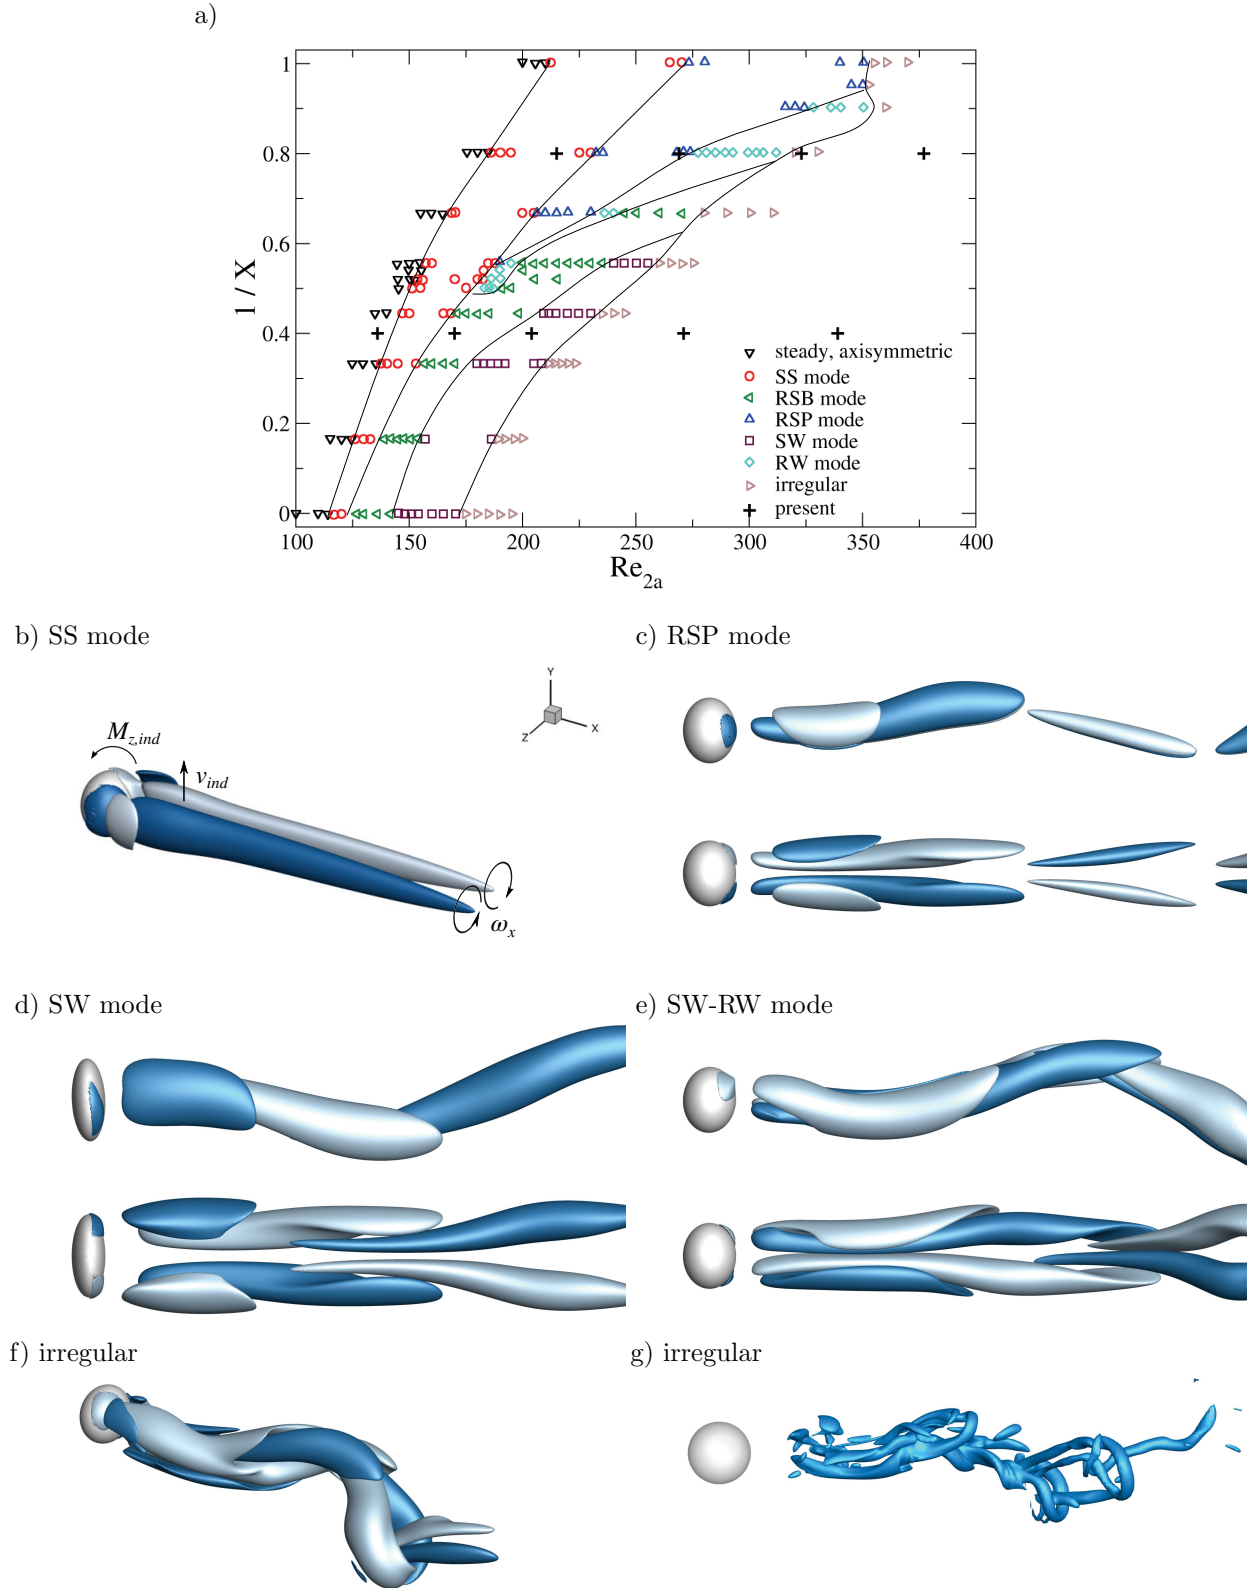 a)
1 / X
1
0.8
0.6
0.4
0.2
0
100
150
200
250
300
350
400
Re2a
steady, axisymmetric
SS mode
RSB mode
RSP mode
SW mode
RW mode
irregular
present
b) SS mode
c) RSP mode
Mz,ind
vind
ωx
Y
X
Z
d) SW mode
e) SW-RW mode
f) irregular
g) irregular